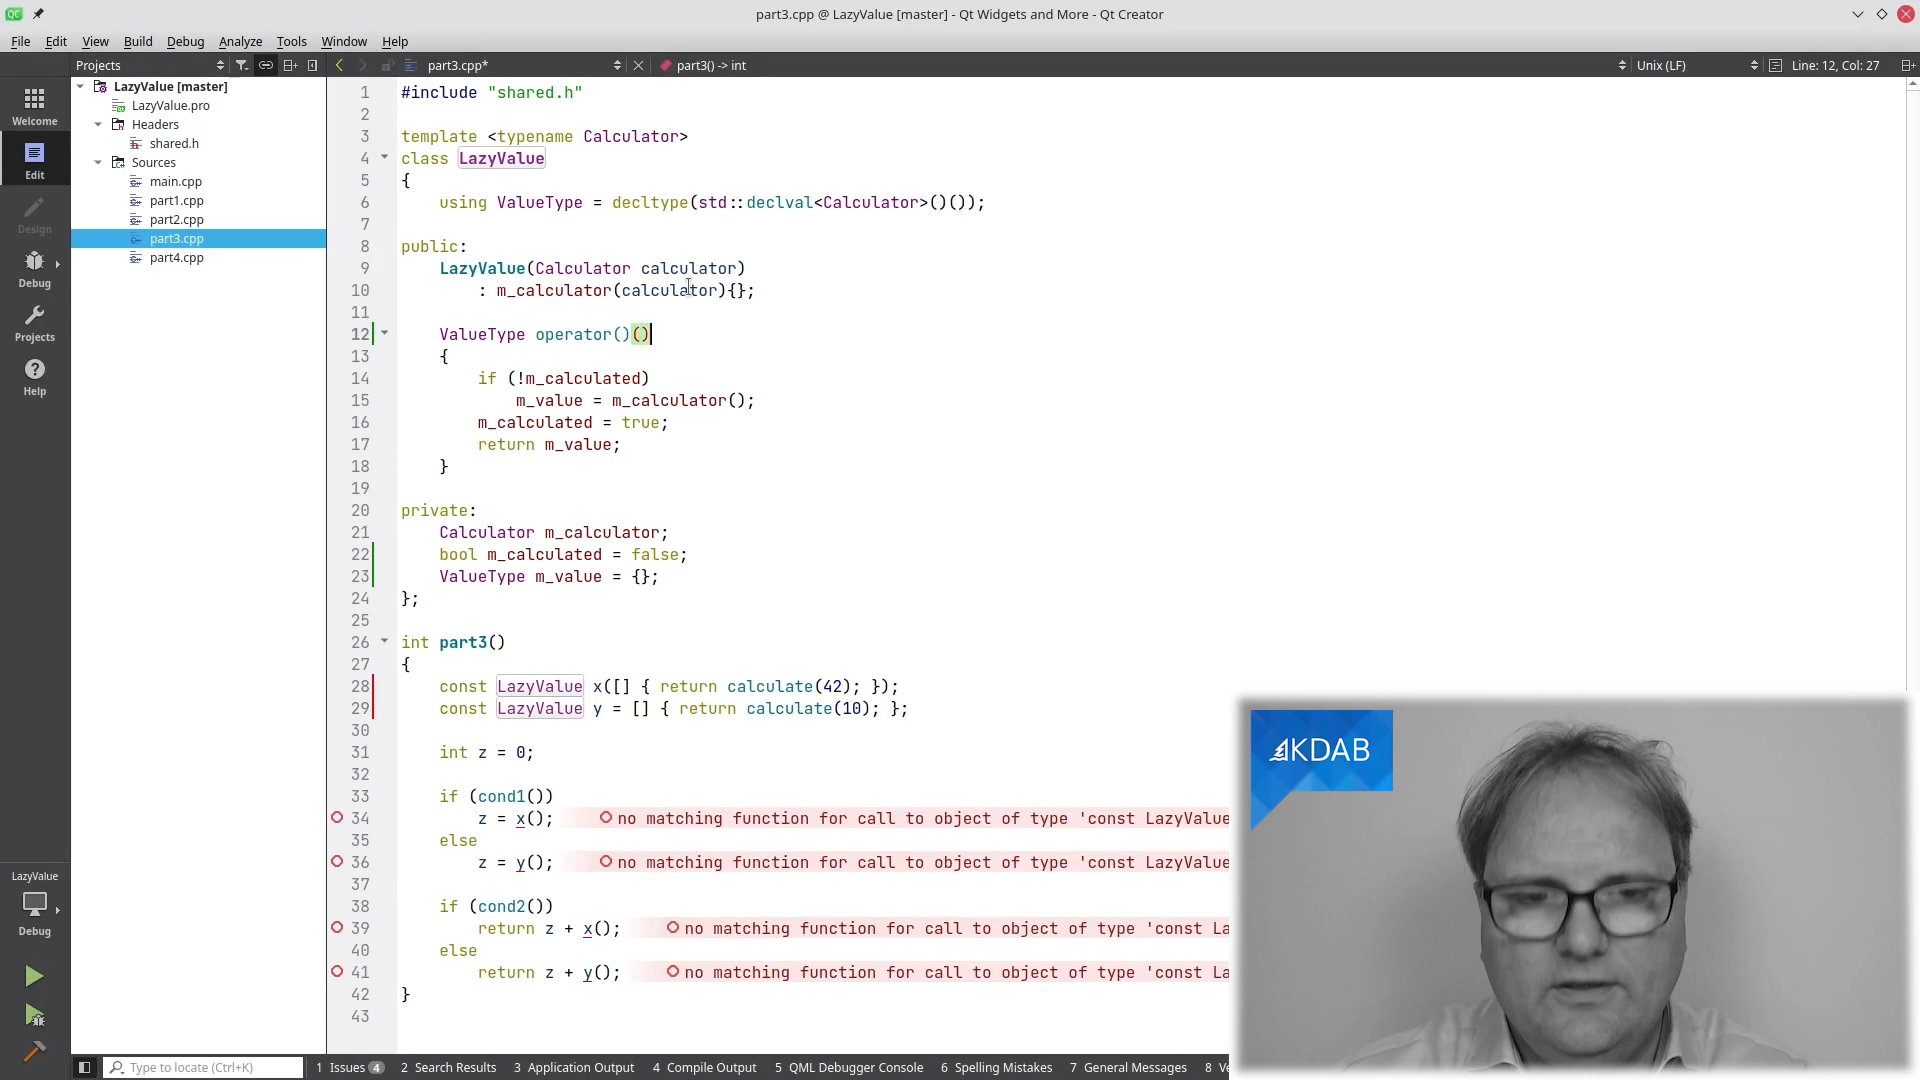 part3.cpp @ LazyValue [master] - Qt Widgets and More - Qt Creator
File Edit View Build Debug Analyze Tools Window Help
Projects part3.cpp* part3() -> int Unix (LF) Line: 12, Col: 27
Welcome
Edit
Design
Debug
Projects
Help
LazyValue
Debug
LazyValue [master]
LazyValue.pro
Headers
shared.h
Sources
main.cpp
part1.cpp
part2.cpp
part3.cpp
part4.cpp
1 #include "shared.h"
2
3 template <typename Calculator>
4 class LazyValue
5 {
6 using ValueType = decltype(std::declval<Calculator>()());
7
8 public:
9 LazyValue(Calculator calculator)
10 : m_calculator(calculator){};
11
12 ValueType operator()()
13 {
14 if (!m_calculated)
15 m_value = m_calculator();
16 m_calculated = true;
17 return m_value;
18 }
19
20 private:
21 Calculator m_calculator;
22 bool m_calculated = false;
23 ValueType m_value = {};
24 };
25
26 int part3()
27 {
28 const LazyValue x([] { return calculate(42); });
29 const LazyValue y = [] { return calculate(10); };
30
31 int z = 0;
32
33 if (cond1())
34 z = x(); no matching function for call to object of type 'const LazyValue
35 else
36 z = y(); no matching function for call to object of type 'const LazyValue
37
38 if (cond2())
39 return z + x(); no matching function for call to object of type 'const La
40 else
41 return z + y(); no matching function for call to object of type 'const La
42 }
43
KDAB
Type to locate (Ctrl+K) 1 Issues 4 2 Search Results 3 Application Output 4 Compile Output 5 QML Debugger Console 6 Spelling Mistakes 7 General Messages 8 Ve